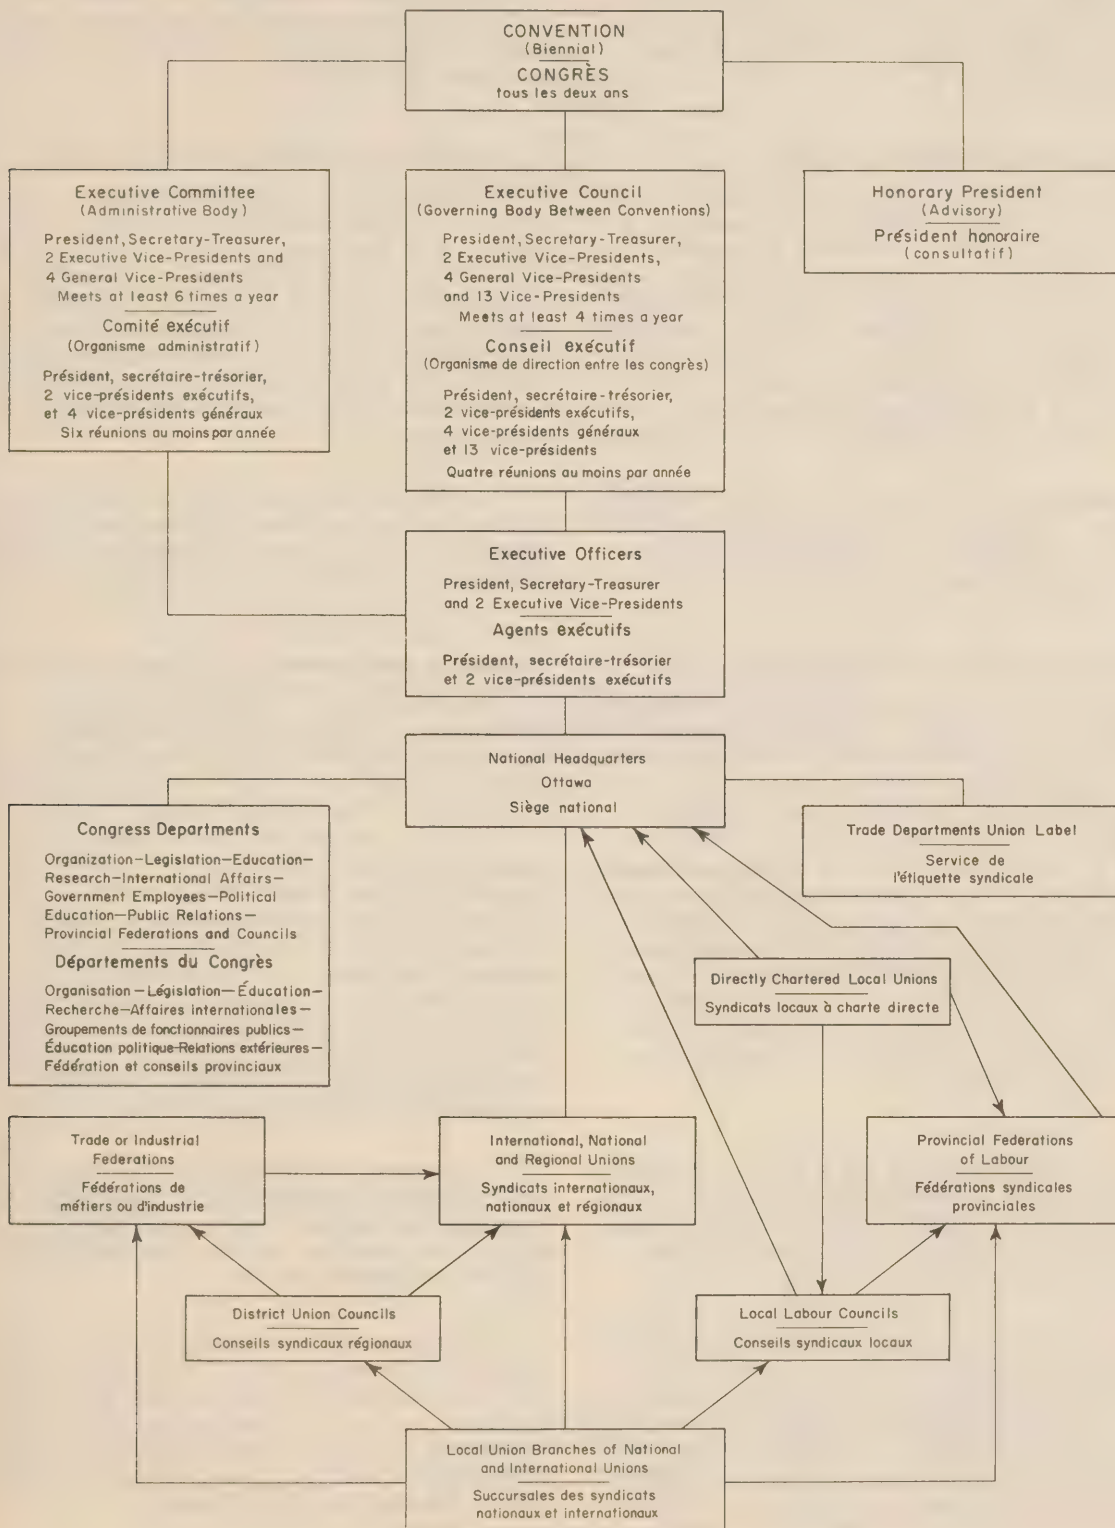 CONVENTION
(Biennial)
CONGRÈS
tous les deux ans
Executive Committee
(Administrative Body)
President, Secretary-Treasurer,
2 Executive Vice-Presidents and
4 General Vice-Presidents
Meets at least 6 times a year
Comité exécutif
(Organisme administratif)
Président, secrétaire-trésorier,
2 vice-présidents exécutifs,
et 4 vice-présidents généraux
Six réunions au moins par année
Executive Council
(Governing Body Between Conventions)
President, Secretary-Treasurer,
2 Executive Vice-Presidents,
4 General Vice-Presidents
and 13 Vice-Presidents
Meets at least 4 times a year
Conseil exécutif
(Organisme de direction entre les congrès)
Président, secrétaire-trésorier,
2 vice-présidents exécutifs,
4 vice-présidents généraux
et 13 vice-présidents
Quatre réunions au moins par année
Honorary President
(Advisory)
Président honoraire
(consultatif)
Executive Officers
President, Secretary-Treasurer
and 2 Executive Vice-Presidents
Agents exécutifs
Président, secrétaire-trésorier
et 2 vice-présidents exécutifs
National Headquarters
Ottawa
Siège national
Congress Departments
Organization—Legislation—Education—
Research—International Affairs—
Government Employees—Political
Education—Public Relations—
Provincial Federations and Councils
Départements du Congrès
Organisation—Législation—Éducation—
Recherche—Affaires internationales—
Groupements de fonctionnaires publics—
Éducation politique-Relations extérieures—
Fédération et conseils provinciaux
Trade Departments Union Label
Service de
l'étiquette syndicale
Directly Chartered Local Unions
Syndicats locaux à charte directe
Trade or Industrial
Federations
Fédérations de
métiers ou d'industrie
International, National
and Regional Unions
Syndicats internationaux,
nationaux et régionaux
Provincial Federations
of Labour
Fédérations syndicales
provinciales
District Union Councils
Conseils syndicaux régionaux
Local Labour Councils
Conseils syndicaux locaux
Local Union Branches of National
and International Unions
Succursales des syndicats
nationaux et internationaux